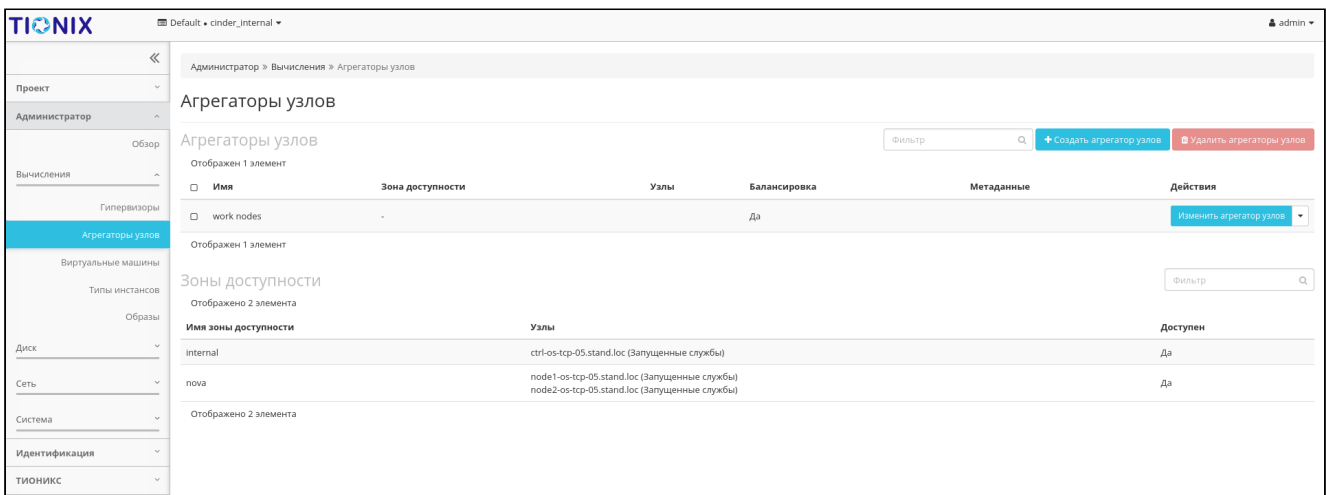 TIONIX
Default • cinder_internal
admin
Администратор » Вычисления » Агрегаторы узлов
Проект
Администратор
Обзор
Вычисления
Гипервизоры
Агрегаторы узлов
Виртуальные машины
Типы инстансов
Образы
Диск
Сеть
Система
Идентификация
ТИОНИКС
Агрегаторы узлов
Агрегаторы узлов
Фильтр
+ Создать агрегатор узлов
Удалить агрегаторы узлов
Отображен 1 элемент
Имя Зона доступности Узлы Балансировка Метаданные Действия
work nodes - Да Изменить агрегатор узлов
Отображен 1 элемент
Зоны доступности
Фильтр
Отображено 2 элемента
Имя зоны доступности Узлы Доступен
internal ctrl-os-tcp-05.stand.loc (Запущенные службы) Да
nova node1-os-tcp-05.stand.loc (Запущенные службы) Да
node2-os-tcp-05.stand.loc (Запущенные службы)
Отображено 2 элемента